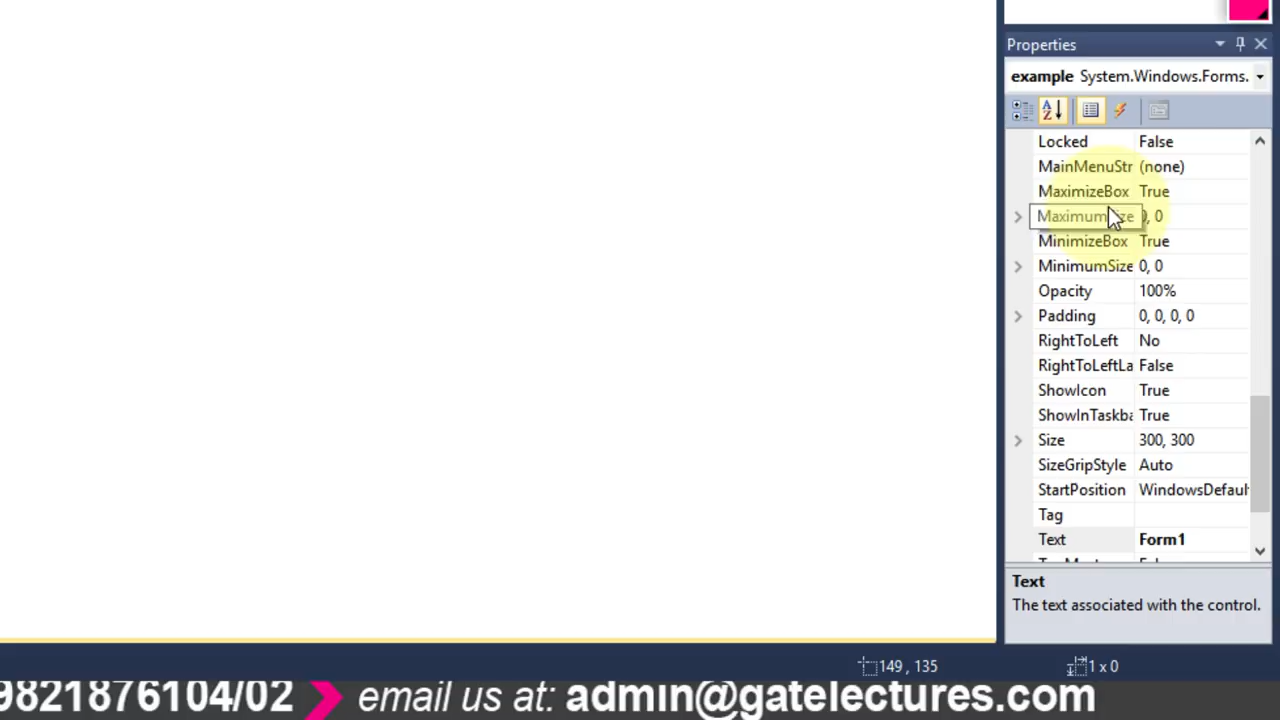 Properties
example System.Windows.Forms.
Locked False
MainMenuStr (none)
MaximizeBox True
MaximumSize 0, 0
MinimizeBox True
MinimumSize 0, 0
Opacity 100%
Padding 0, 0, 0, 0
RightToLeft No
RightToLeftLa False
ShowIcon True
ShowInTaskba True
Size 300, 300
SizeGripStyle Auto
StartPosition WindowsDefaul
Tag
Text Form1
Text
The text associated with the control.
149 , 135 1 x 0
9821876104/02 email us at: admin@gatelectures.com